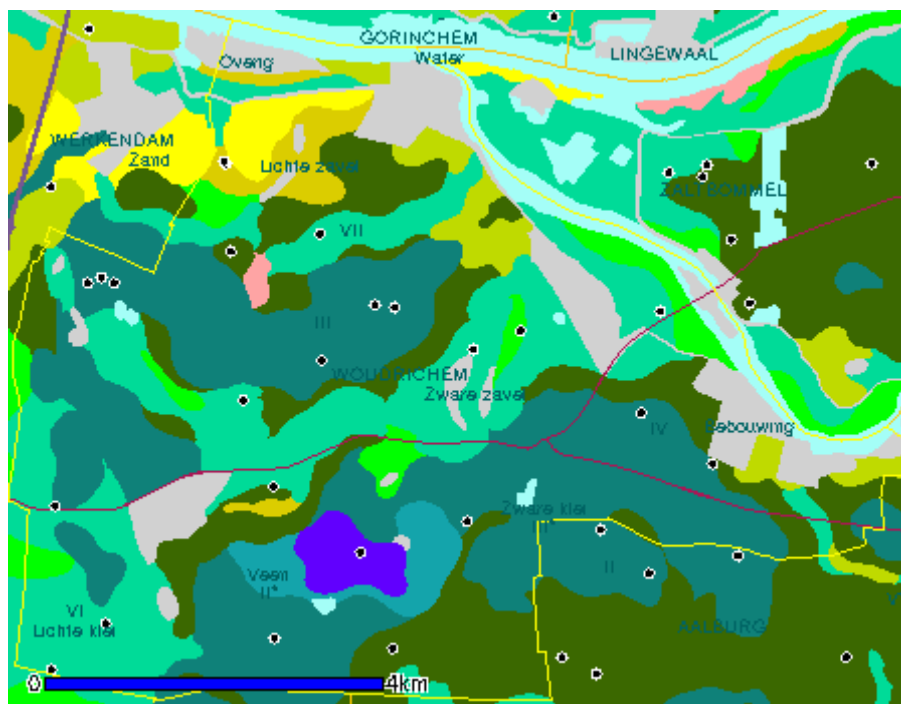 GORINCHEM
Water
LINGEWAAL
Overig
WERKENDAM
Zand
Lichte zavel
ZALTBOMMEL
VII
III
WOUDRICHEM
Zware zavel
IV
Bebouwing
Zware klei
II
Veen
II*
VI
Lichte klei
AALBURG
0
4km